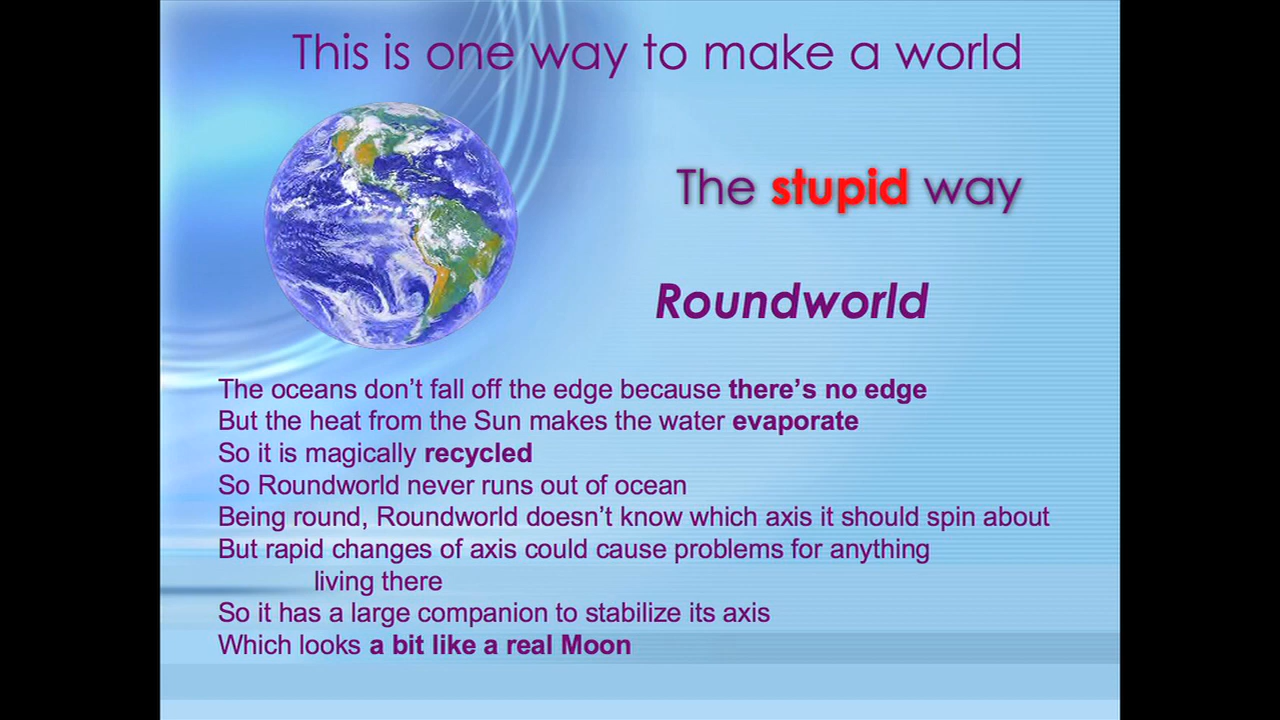 This is one way to make a world
The stupid way
Roundworld
The oceans don’t fall off the edge because there’s no edge
But the heat from the Sun makes the water evaporate
So it is magically recycled
So Roundworld never runs out of ocean
Being round, Roundworld doesn’t know which axis it should spin about
But rapid changes of axis could cause problems for anything
living there
So it has a large companion to stabilize its axis
Which looks a bit like a real Moon